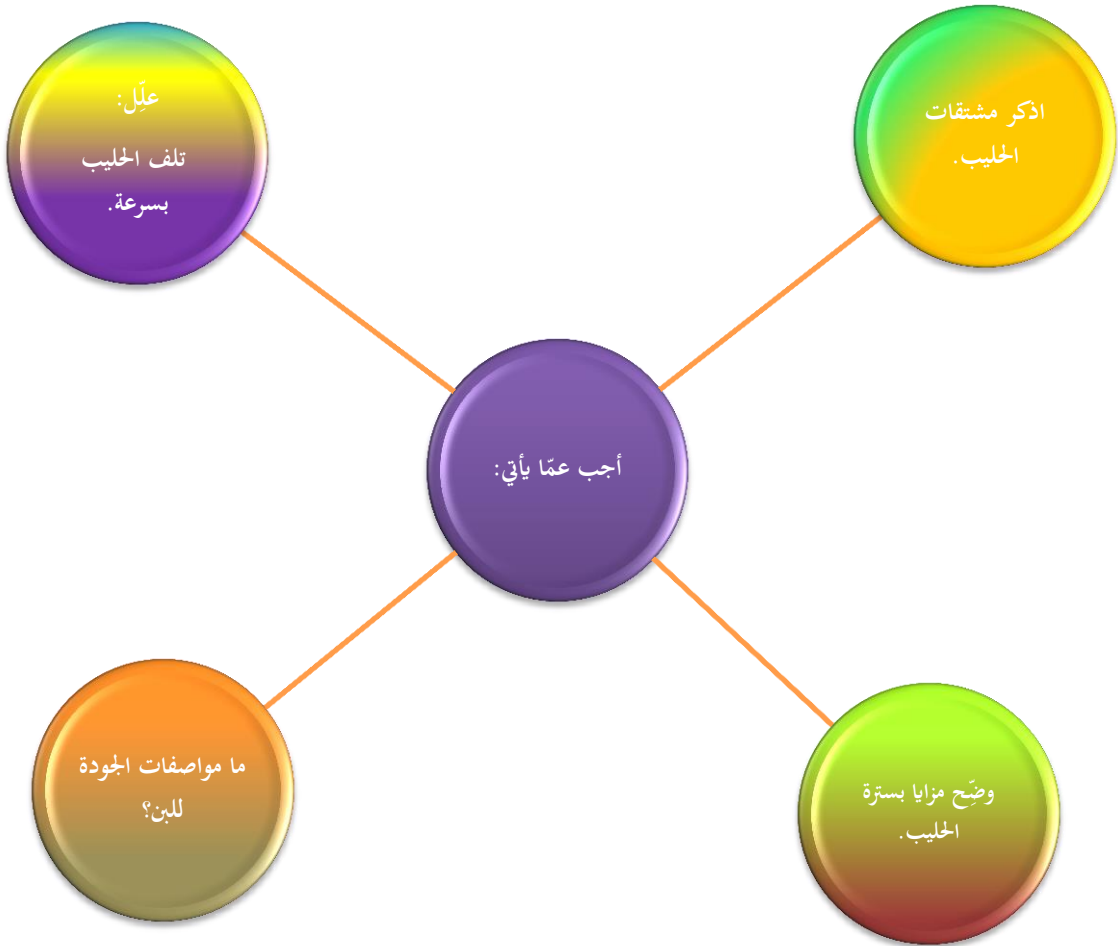 اذكر مشتقات
الحليب.
علِّل:
تلف الحليب
بسرعة.
أجب عمّا يأتي:
وضِّح مزايا بسترة
الحليب.
ما مواصفات الجودة
للبن؟